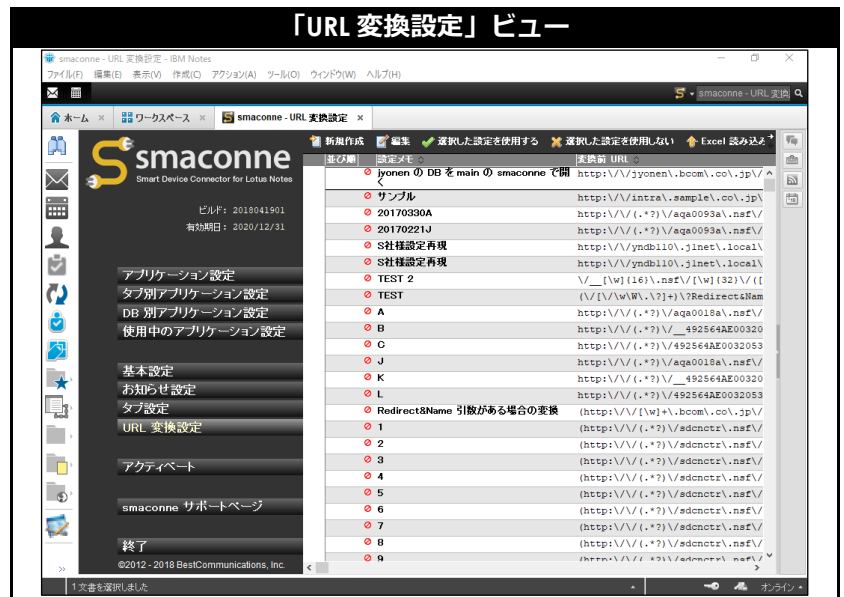 「URL 変換設定」ビュー
smaconne - URL 変換設定 - IBM Notes
ファイル(F) 編集(E) 表示(V) 作成(C) アクション(A) ツール(O) ウィンドウ(W) ヘルプ(H)
smaconne - URL 変換
ホーム × ワークスペース × smaconne - URL 変換設定 ×
新規作成 編集 選択した設定を使用する 選択した設定を使用しない Excel 読み込み
smaconne
Smart Device Connector for Lotus Notes
ビルド: 2018041901
有効期日: 2020/12/31
アプリケーション設定
タブ別アプリケーション設定
DB 別アプリケーション設定
使用中のアプリケーション設定
基本設定
お知らせ設定
タブ設定
URL 変換設定
アクティベート
smaconne サポートページ
終了
©2012 - 2018 BestCommunications, Inc.
並び順 設定メモ 変換前 URL
jyonen の DB を main の smaconne で開く http:\/\/jyonen\.bcom\.co\.jp\/
サンプル http:\/\/intra\.sample\.co\.jp\
20170330A http:\/\/(.*?)\/aqa0093a\.nsf\/
20170221J http:\/\/(.*?)\/aqa0093a\.nsf\/
S社様設定再現 http:\/\/yndb110\.jlnet\.local\
S社様設定再現 http:\/\/yndb110\.jlnet\.local\
TEST 2 \/__[\w]{16}\.nsf\/[\w]{32}\/([
TEST (\/[\/\w\W\.\?]+)\?Redirect&Nam
A http:\/\/(.*?)\/aqa0018a\.nsf\/
B http:\/\/(.*?)\/__492564AE00320
C http:\/\/(.*?)\/492564AE0032053
J http:\/\/(.*?)\/aqa0018a\.nsf\/
K http:\/\/(.*?)\/__492564AE00320
L http:\/\/(.*?)\/492564AE0032053
Redirect&Name 引数がある場合の変換 (http:\/\/[\w]+\.bcom\.co\.jp\/
1 (http:\/\/(.*?)\/sdcnctr\.nsf\/
2 (http:\/\/(.*?)\/sdcnctr\.nsf\/
3 (http:\/\/(.*?)\/sdcnctr\.nsf\/
4 (http:\/\/(.*?)\/sdcnctr\.nsf\/
5 (http:\/\/(.*?)\/sdcnctr\.nsf\/
6 (http:\/\/(.*?)\/sdcnctr\.nsf\/
7 (http:\/\/(.*?)\/sdcnctr\.nsf\/
8 (http:\/\/(.*?)\/sdcnctr\.nsf\/
9 (http:\/\/(.*?)\/sdcnctr\.nsf\/
1 文書を選択しました
オンライン